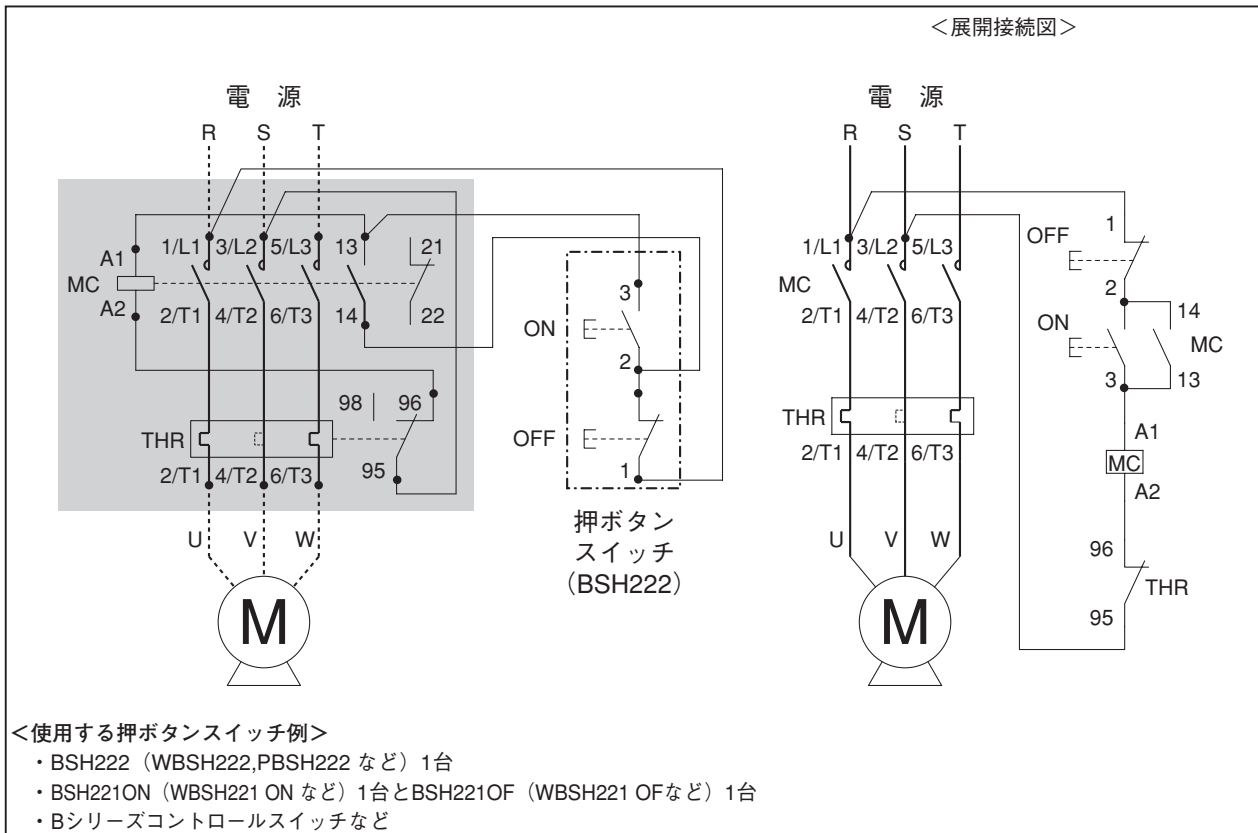 ＜展開接続図＞
電　源
R S T
1/L1 3/L2 5/L3 13 21
A1
MC
A2
2/T1 4/T2 6/T3 14 22
98 96
THR
2/T1 4/T2 6/T3 95
U V W
M
3
ON
2
OFF
1
押ボタン
スイッチ
（BSH222）
電　源
R S T
1/L1 3/L2 5/L3
MC
2/T1 4/T2 6/T3
THR
2/T1 4/T2 6/T3
U V W
M
1
OFF
2
ON 14
MC
3 13
A1
MC
A2
96
THR
95
＜使用する押ボタンスイッチ例＞
・BSH222（WBSH222,PBSH222 など）1台
・BSH221ON（WBSH221 ON など）1台とBSH221OF（WBSH221 OFなど）1台
・Bシリーズコントロールスイッチなど